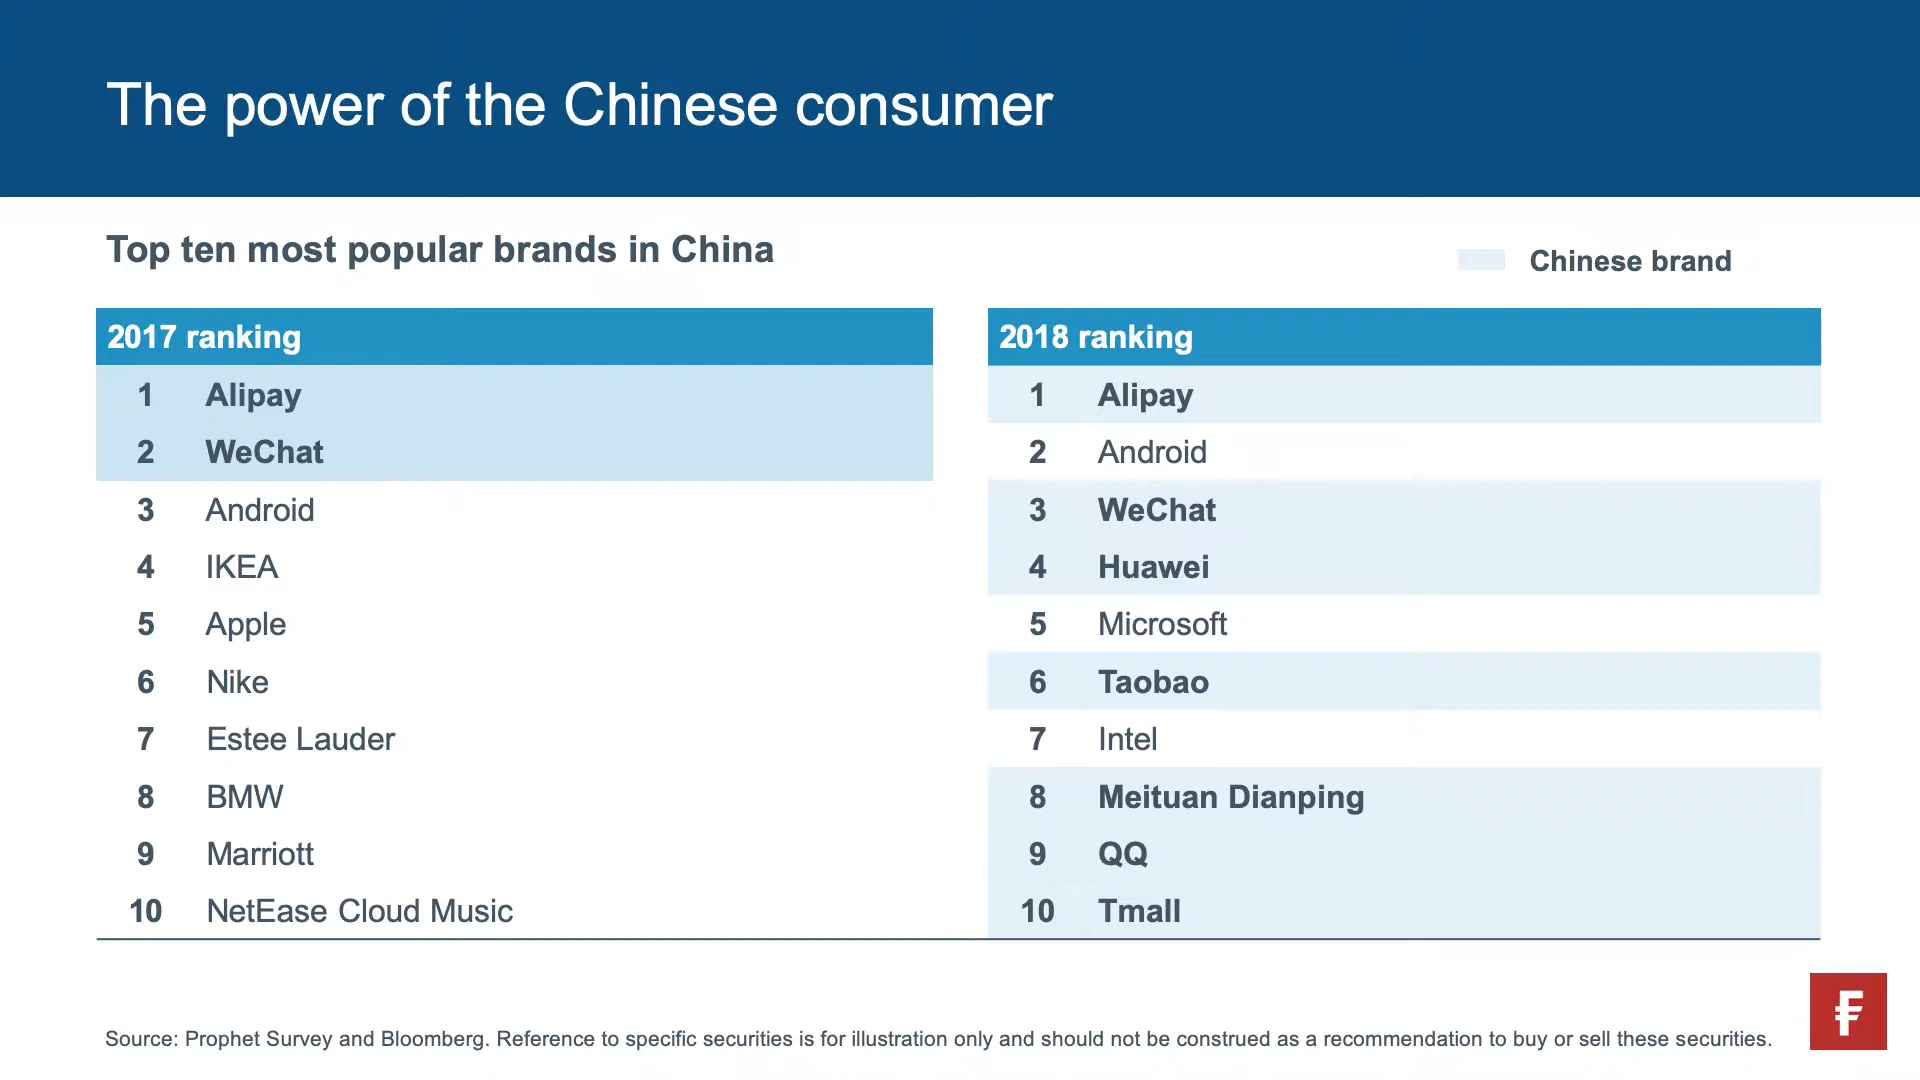 The power of the Chinese consumer
Top ten most popular brands in China
Chinese brand
2017 ranking
1 Alipay
2 WeChat
3 Android
4 IKEA
5 Apple
6 Nike
7 Estee Lauder
8 BMW
9 Marriott
10 NetEase Cloud Music
2018 ranking
1 Alipay
2 Android
3 WeChat
4 Huawei
5 Microsoft
6 Taobao
7 Intel
8 Meituan Dianping
9 QQ
10 Tmall
Source: Prophet Survey and Bloomberg. Reference to specific securities is for illustration only and should not be construed as a recommendation to buy or sell these securities.